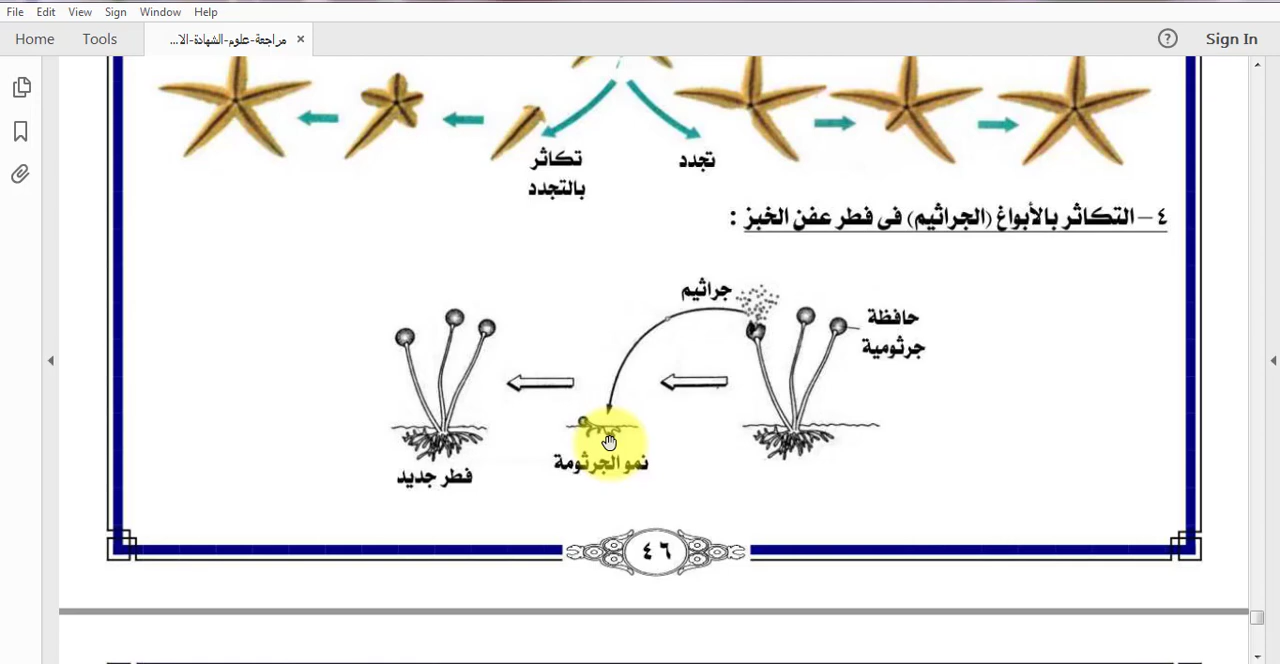 File Edit View Sign Window Help
Home Tools مراجعة-علوم-الشهادة-الا... × Sign In
تجدد
تكاثر
بالتجدد
٤ – التكاثر بالأبواغ (الجراثيم) فى فطر عفن الخبز :
جراثيم
حافظة
جرثومية
نمو الجرثومة
فطر جديد
٤٦